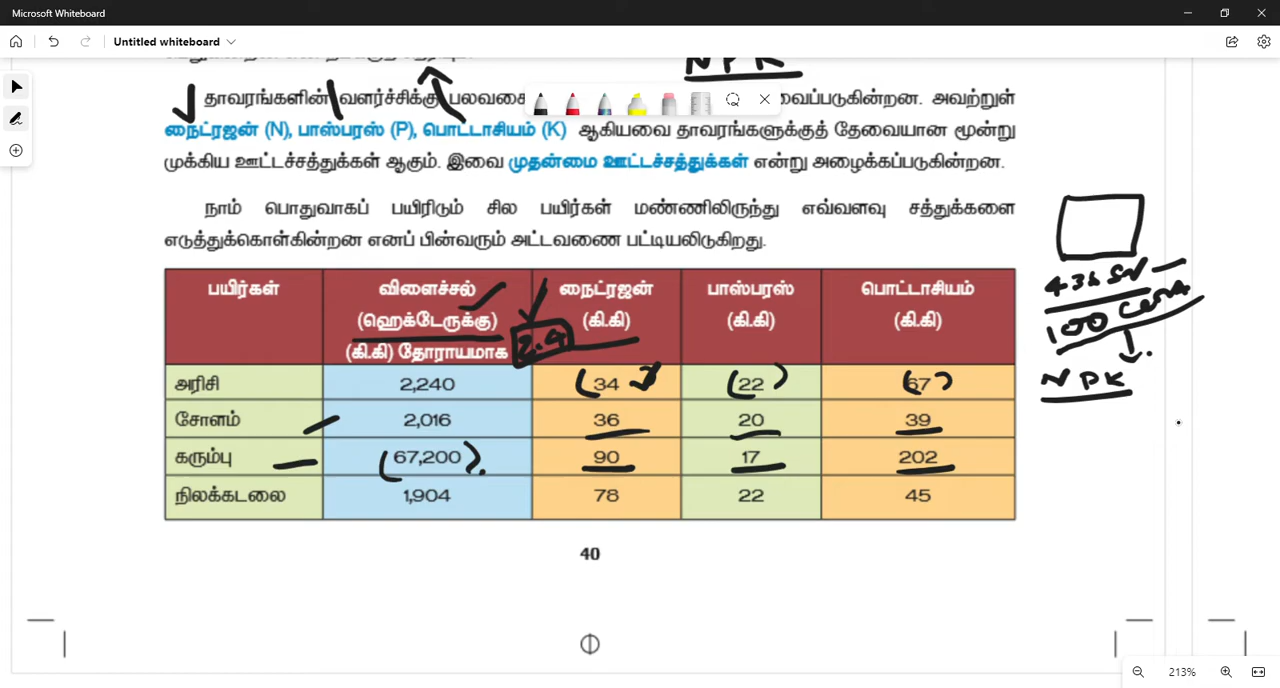 Microsoft Whiteboard
Untitled whiteboard
N P K
தாவரங்களின் வளர்ச்சிக்கு பலவகை வைப்படுகின்றன. அவற்றுள்
நைட்ரஜன் (N), பாஸ்பரஸ் (P), பொட்டாசியம் (K) ஆகியவை தாவரங்களுக்குத் தேவையான மூன்று
முக்கிய ஊட்டச்சத்துக்கள் ஆகும். இவை முதன்மை ஊட்டச்சத்துக்கள் என்று அழைக்கப்படுகின்றன.
நாம் பொதுவாகப் பயிரிடும் சில பயிர்கள் மண்ணிலிருந்து எவ்வளவு சத்துக்களை
எடுத்துக்கொள்கின்றன எனப் பின்வரும் அட்டவணை பட்டியலிடுகிறது.
பயிர்கள் விளைச்சல் (ஹெக்டேருக்கு) (கி.கி) தோராயமாக நைட்ரஜன் (கி.கி) பாஸ்பரஸ் (கி.கி) பொட்டாசியம் (கி.கி)
2.4
அரிசி 2,240 34 22 67
சோளம் 2,016 36 20 39
கரும்பு 67,200 90 17 202
நிலக்கடலை 1,904 78 22 45
100
N P K
40
213%